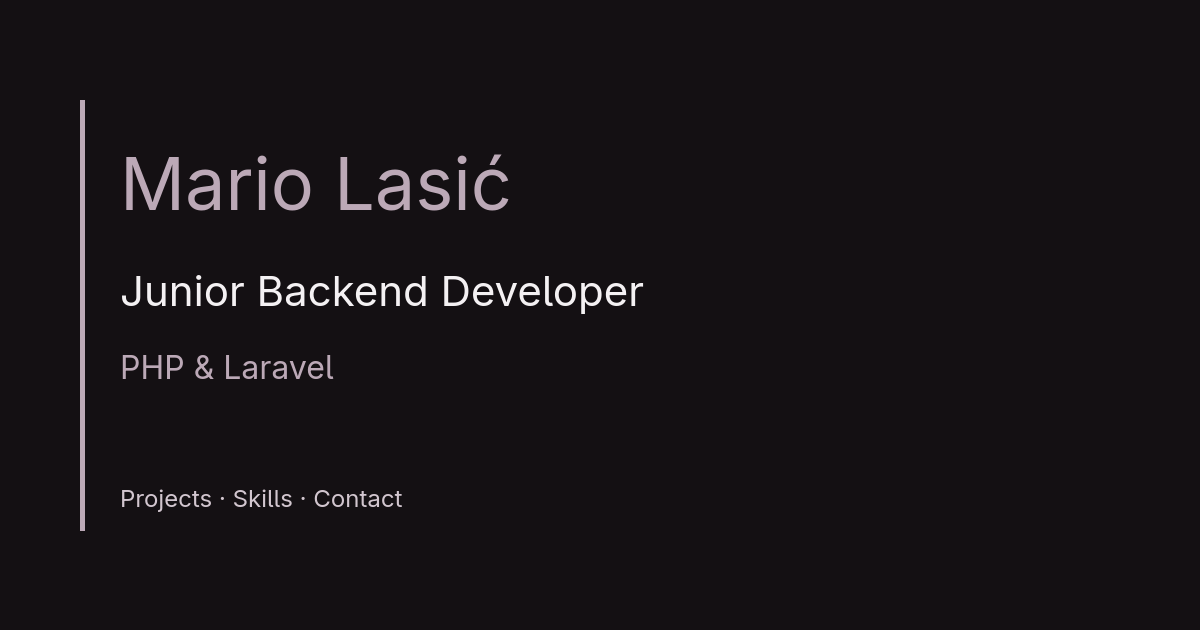 Mario Lasić
Junior Backend Developer
PHP & Laravel
Projects · Skills · Contact